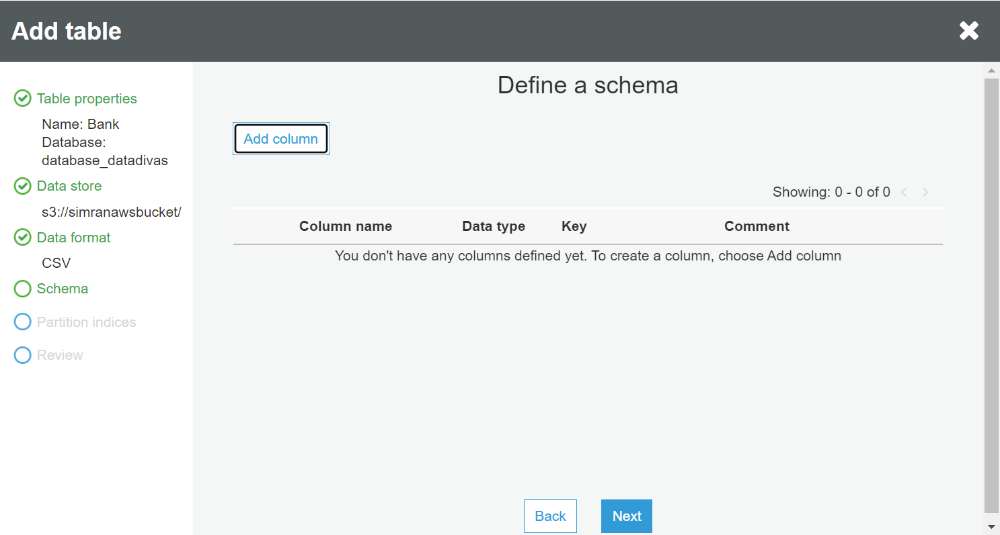 Add table
Table properties
Name: Bank
Database:
database_datadivas
Data store
s3://simranawsbucket/
Data format
CSV
Schema
Partition indices
Review
Define a schema
Add column
Showing: 0 - 0 of 0
Column name Data type Key Comment
You don't have any columns defined yet. To create a column, choose Add column
Back Next